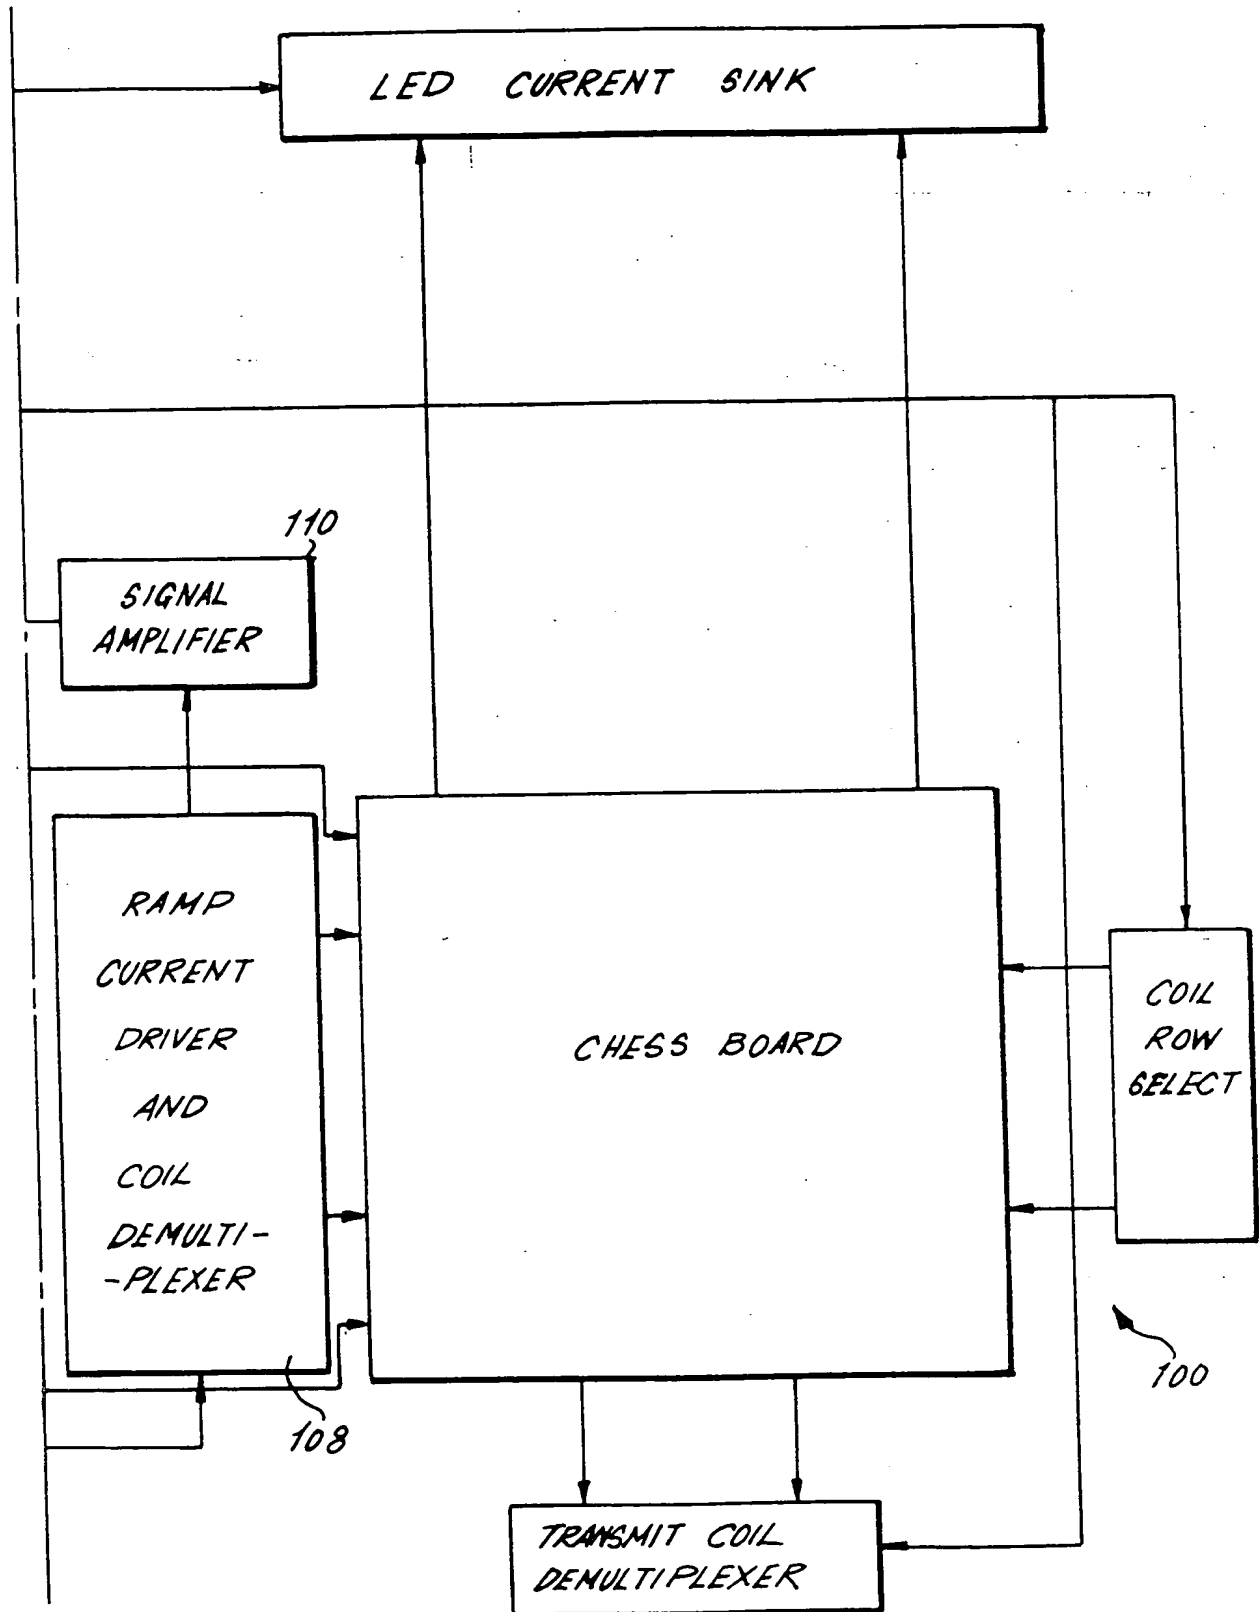 LED CURRENT SINK
110
SIGNAL
AMPLIFIER
RAMP
CURRENT
DRIVER
AND
COIL
DEMULTI-
-PLEXER
108
CHESS BOARD
COIL
ROW
SELECT
100
TRANSMIT COIL
DEMULTIPLEXER